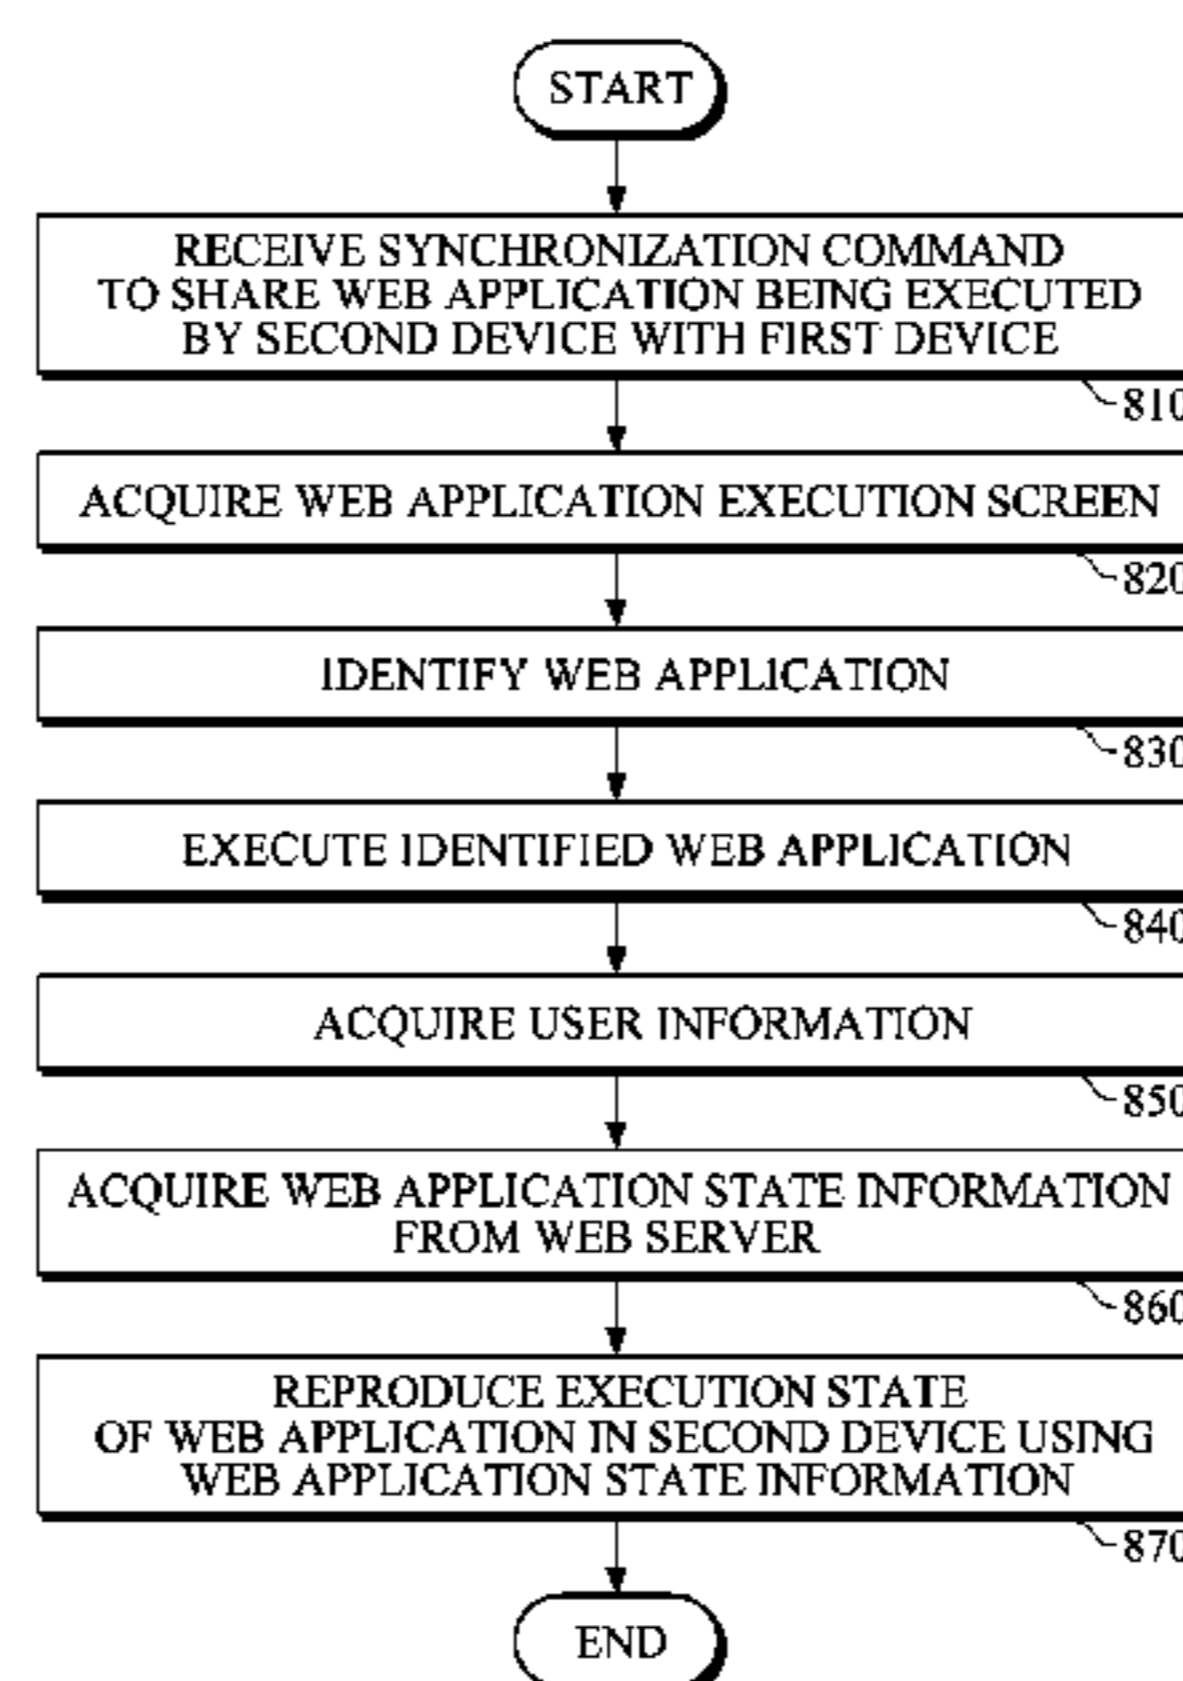 START
RECEIVE SYNCHRONIZATION COMMAND
TO SHARE WEB APPLICATION BEING EXECUTED
BY SECOND DEVICE WITH FIRST DEVICE
810
ACQUIRE WEB APPLICATION EXECUTION SCREEN
820
IDENTIFY WEB APPLICATION
830
EXECUTE IDENTIFIED WEB APPLICATION
840
ACQUIRE USER INFORMATION
850
ACQUIRE WEB APPLICATION STATE INFORMATION
FROM WEB SERVER
860
REPRODUCE EXECUTION STATE
OF WEB APPLICATION IN SECOND DEVICE USING
WEB APPLICATION STATE INFORMATION
870
END